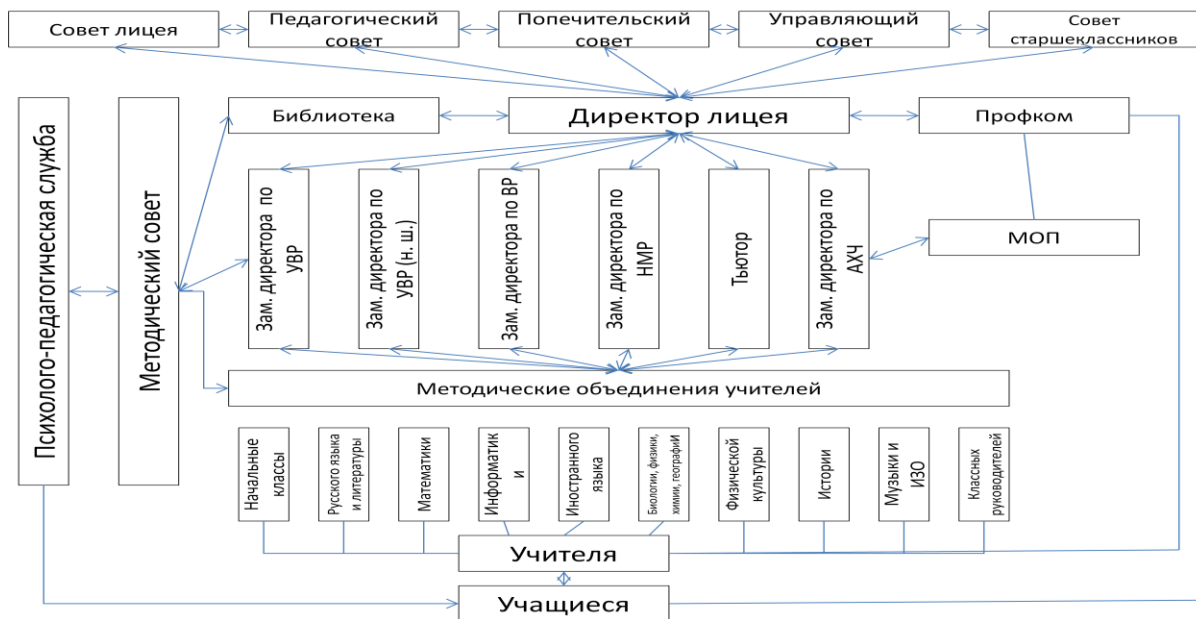 Совет лицея
Педагогический
совет
Попечительский
совет
Управляющий
совет
Совет
старшеклассников
Психолого-педагогическая служба
Методический совет
Библиотека
Директор лицея
Профком
Зам. директора по
УВР
Зам. директора по
УВР (н. ш.)
Зам. директора по ВР
Зам. директора по
НМР
Тьютор
Зам. директора по
АХЧ
МОП
Методические объединения учителей
Начальные
классы
Русского языка
и литературы
Математики
Информатик
и
Иностранного
языка
Биологии, физики,
химии, географиИ
Физической
культуры
Истории
Музыки и
ИЗО
Классных
руководителей
Учителя
Учащиеся